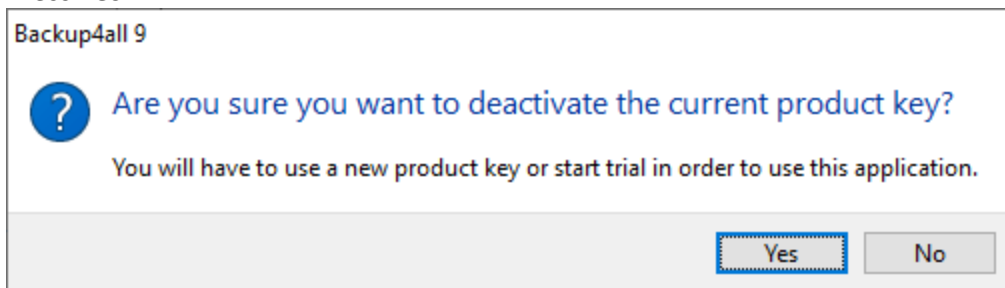 Backup4all 9
?
Are you sure you want to deactivate the current product key?
You will have to use a new product key or start trial in order to use this application.
Yes
No